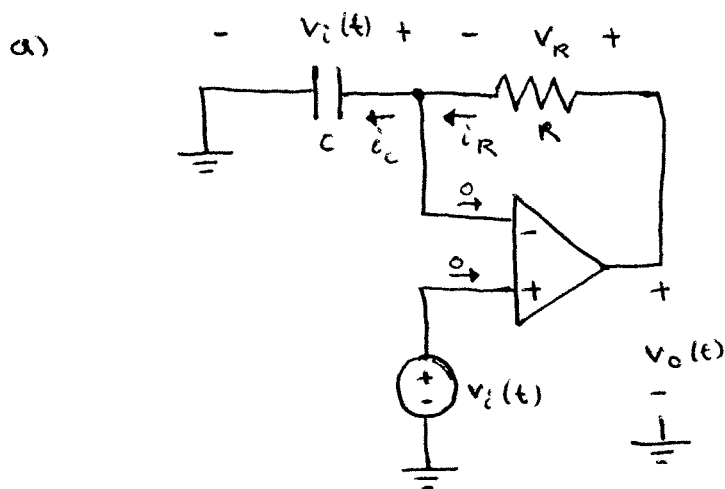 a)
- Vi(t) + - VR +
C ic iR R
0
-
0
+
+
+
- vi(t)
vo(t)
-